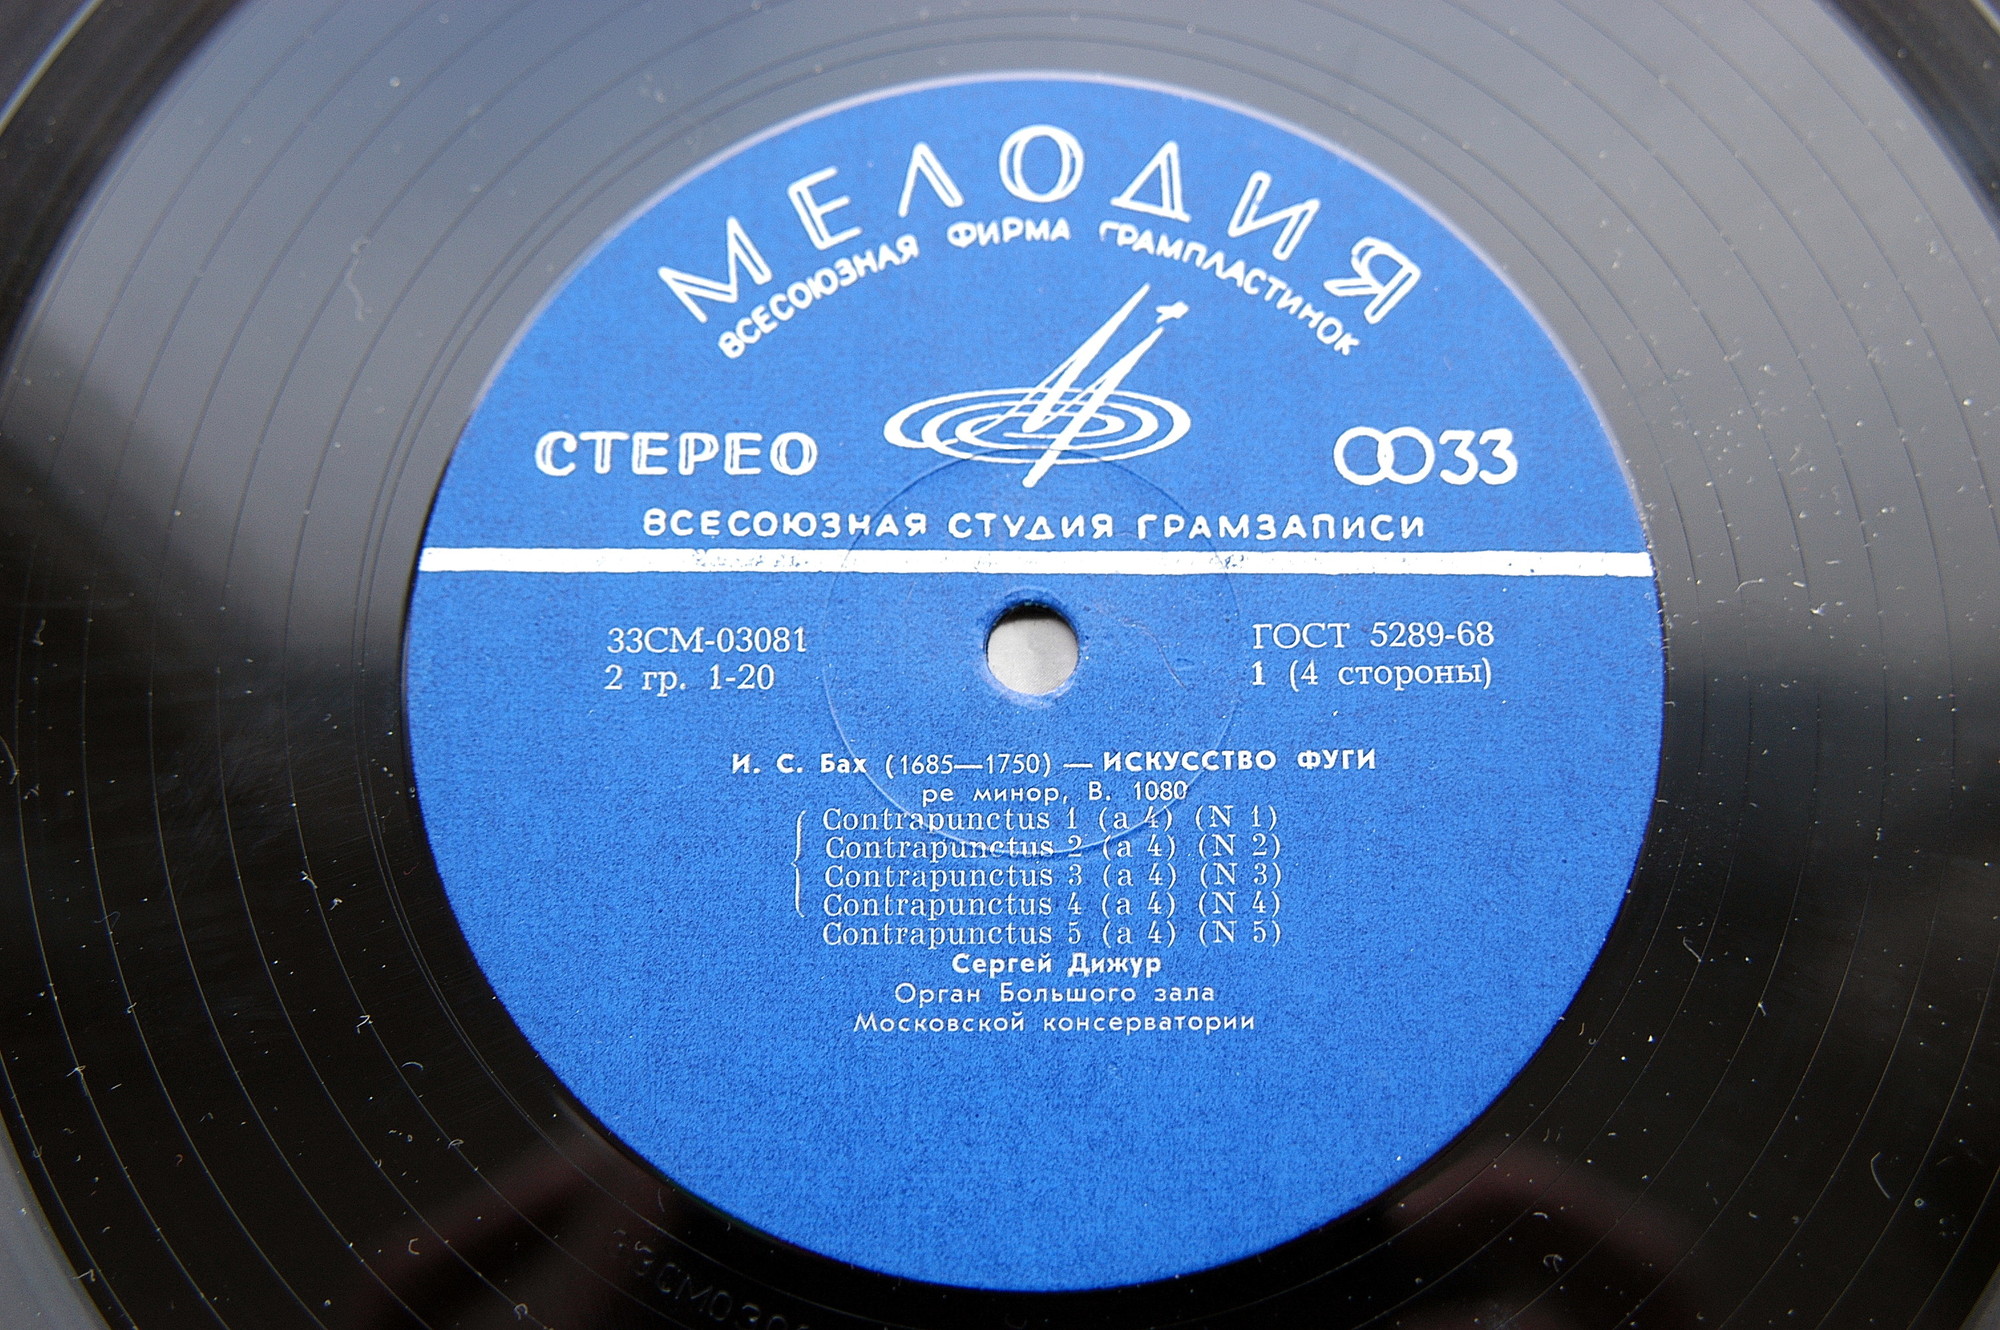 МЕЛОДИЯ
ВСЕСОЮЗНАЯ ФИРМА ГРАМПЛАСТИНОК
СТЕРЕО
33
ВСЕСОЮЗНАЯ СТУДИЯ ГРАМЗАПИСИ
33СМ-03081
ГОСТ 5289-68
2 гр. 1-20
1 (4 стороны)
И. С. Бах (1685—1750) — ИСКУССТВО ФУГИ
ре минор, В. 1080
Contrapunctus 1 (a 4) (N 1)
Contrapunctus 2 (a 4) (N 2)
Contrapunctus 3 (a 4) (N 3)
Contrapunctus 4 (a 4) (N 4)
Contrapunctus 5 (a 4) (N 5)
Сергей Дижур
Орган Большого зала
Московской консерватории